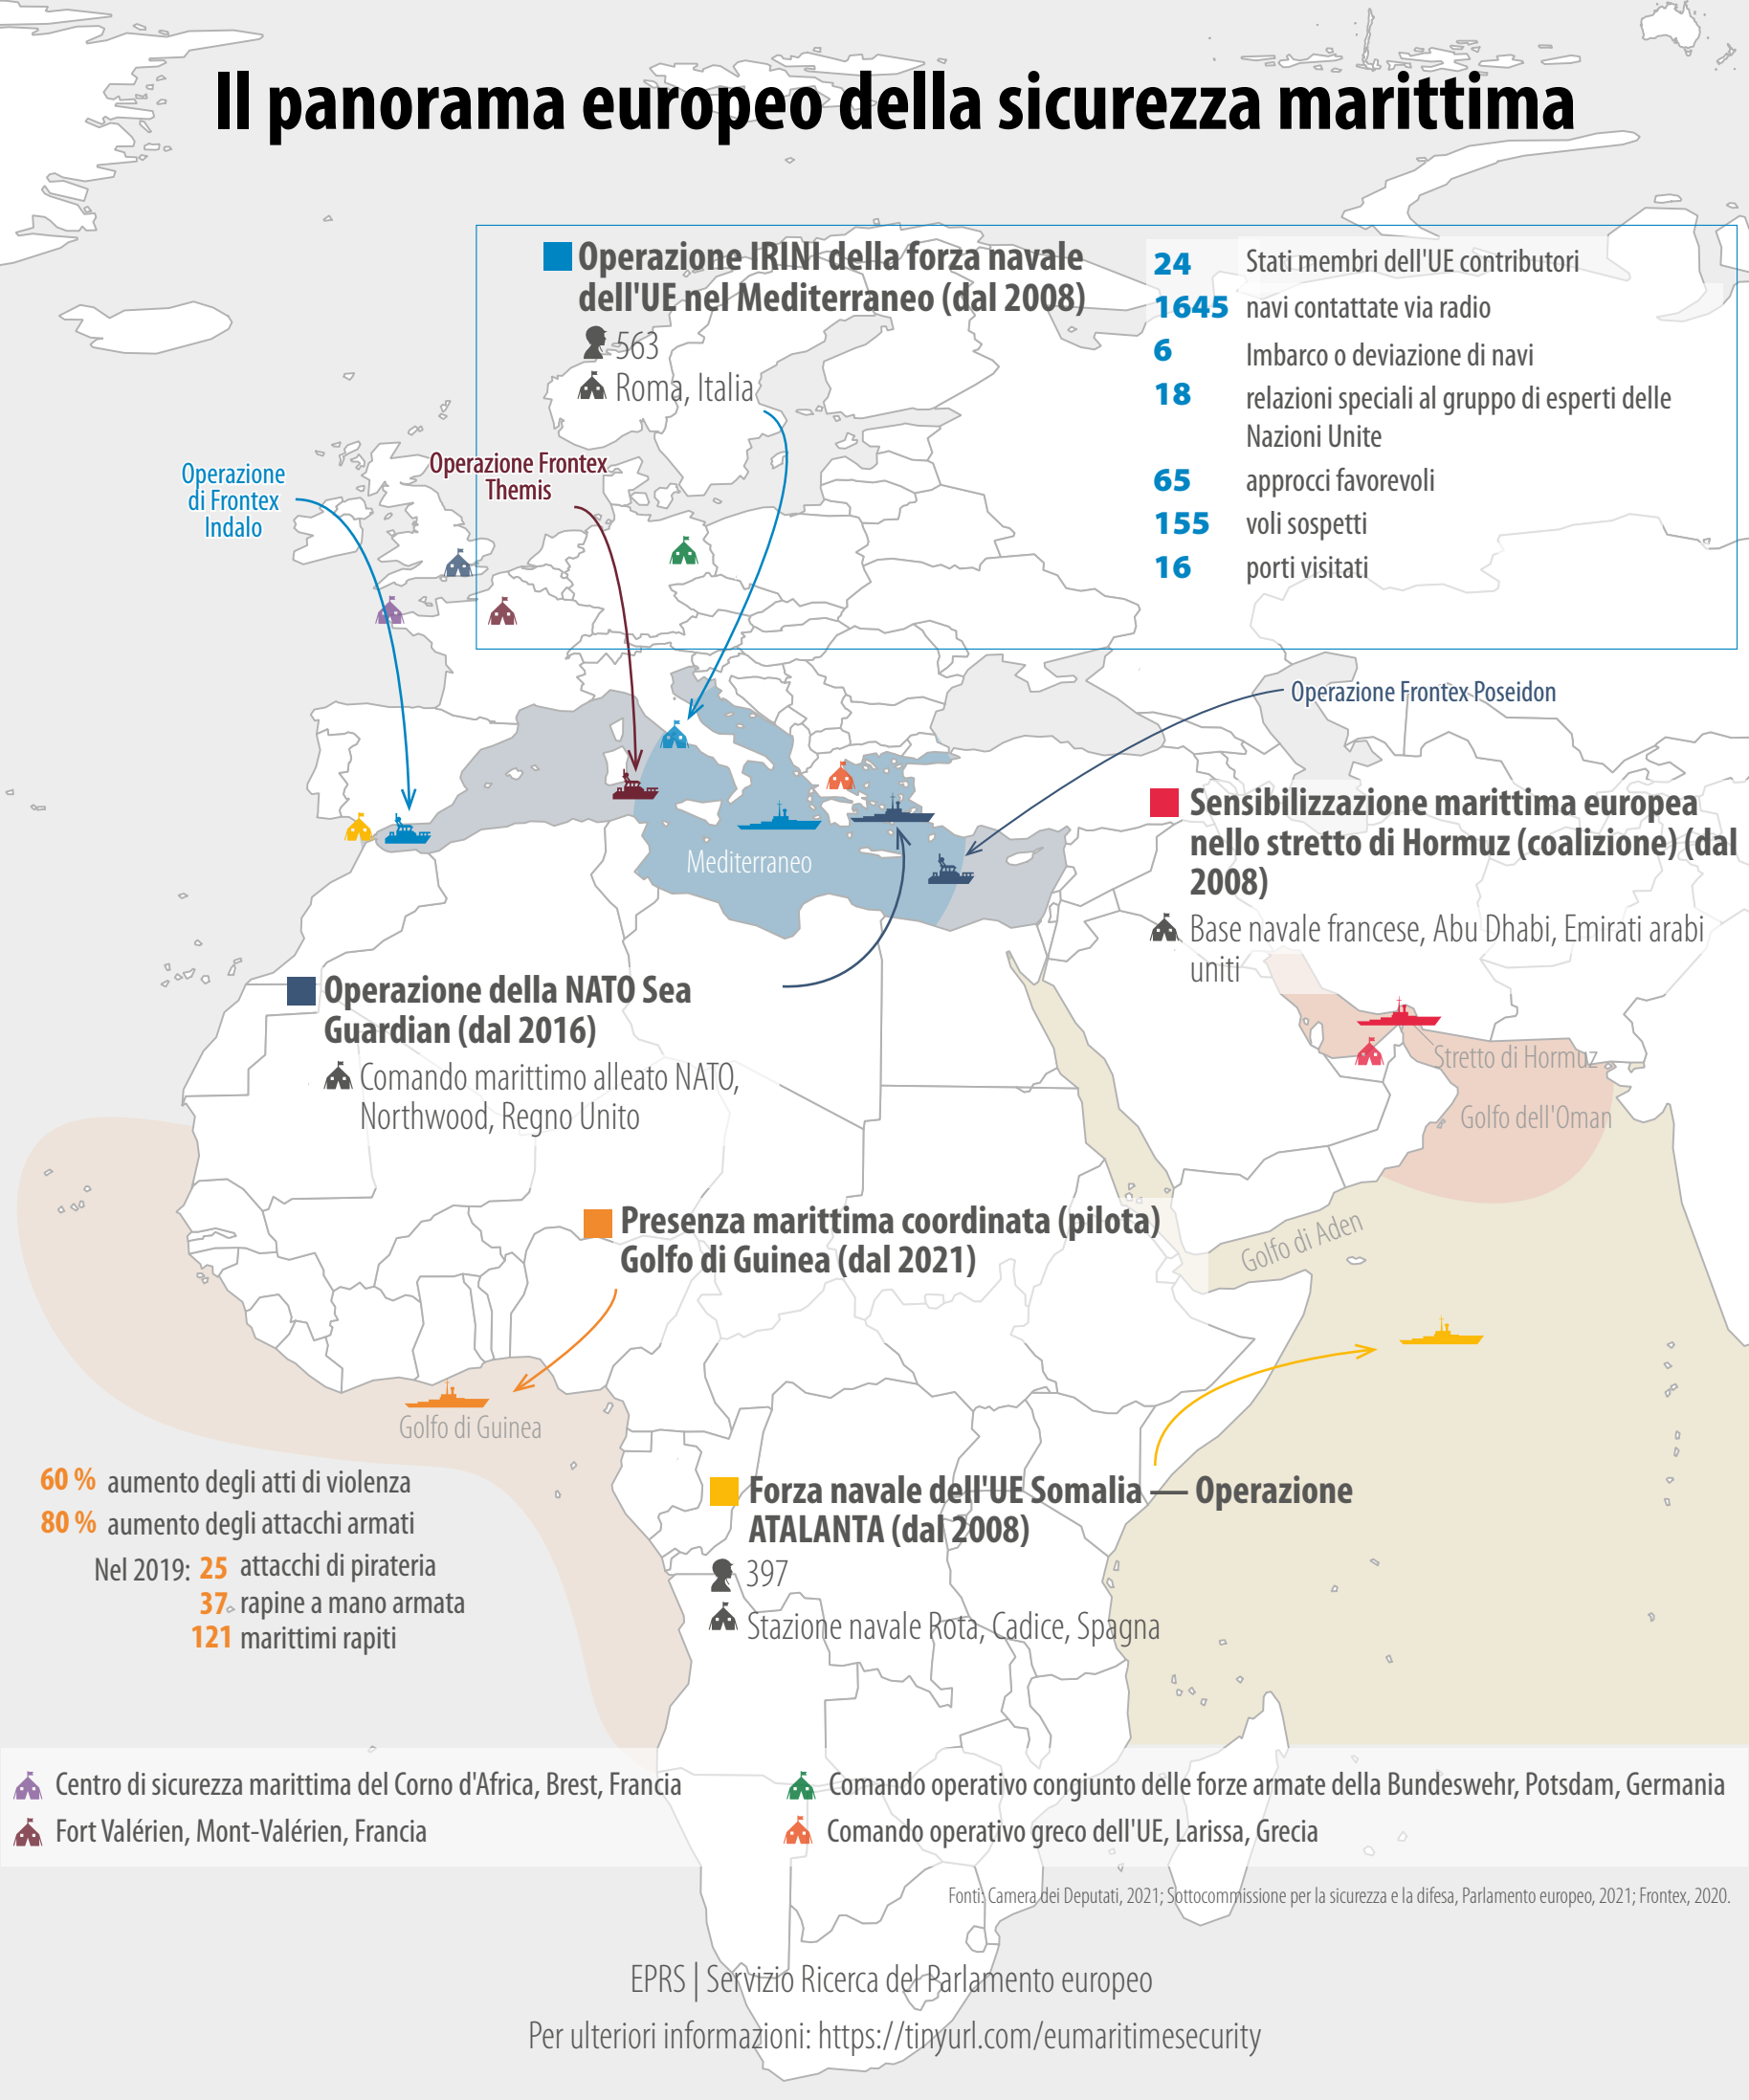 Il panorama europeo della sicurezza marittima
Operazione IRINI della forza navale
dell'UE nel Mediterraneo (dal 2008)
563
Roma, Italia
24 Stati membri dell'UE contributori
1645 navi contattate via radio
6 Imbarco o deviazione di navi
18 relazioni speciali al gruppo di esperti delle
Nazioni Unite
65 approcci favorevoli
155 voli sospetti
16 porti visitati
Operazione
di Frontex
Indalo
Operazione Frontex
Themis
Operazione Frontex Poseidon
Mediterraneo
Sensibilizzazione marittima europea
nello stretto di Hormuz (coalizione) (dal
2008)
Base navale francese, Abu Dhabi, Emirati arabi
uniti
Operazione della NATO Sea
Guardian (dal 2016)
Comando marittimo alleato NATO,
Northwood, Regno Unito
Stretto di Hormuz
Golfo dell'Oman
Golfo di Aden
Presenza marittima coordinata (pilota)
Golfo di Guinea (dal 2021)
Golfo di Guinea
60 % aumento degli atti di violenza
80 % aumento degli attacchi armati
Nel 2019: 25 attacchi di pirateria
37 rapine a mano armata
121 marittimi rapiti
Forza navale dell'UE Somalia — Operazione
ATALANTA (dal 2008)
397
Stazione navale Rota, Cadice, Spagna
Centro di sicurezza marittima del Corno d'Africa, Brest, Francia
Fort Valérien, Mont-Valérien, Francia
Comando operativo congiunto delle forze armate della Bundeswehr, Potsdam, Germania
Comando operativo greco dell'UE, Larissa, Grecia
Fonti: Camera dei Deputati, 2021; Sottocommissione per la sicurezza e la difesa, Parlamento europeo, 2021; Frontex, 2020.
EPRS | Servizio Ricerca del Parlamento europeo
Per ulteriori informazioni: https://tinyurl.com/eumaritimesecurity